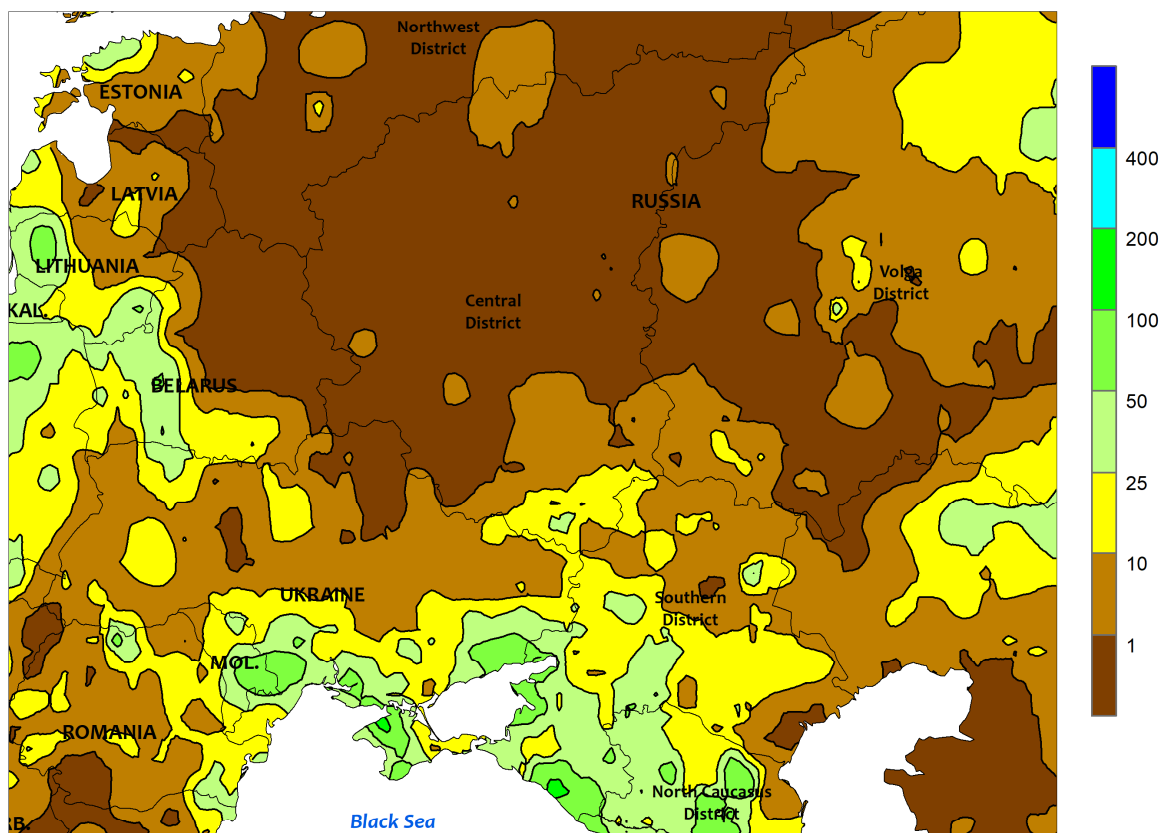 Northwest
District
ESTONIA
400
LATVIA
RUSSIA
200
LITHUANIA
Volga
District
KAL.
Central
District
100
BELARUS
50
25
10
UKRAINE
Southern
District
1
MOL.
ROMANIA
North Caucasus
District
RB.
Black Sea